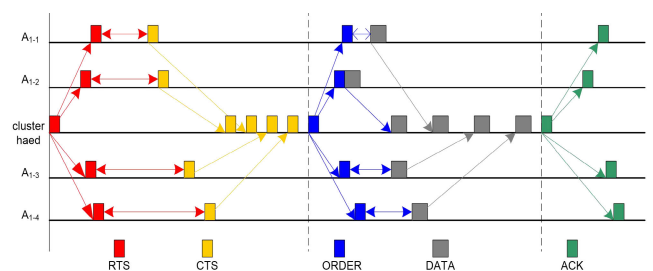 A1-1
A1-2
cluster
haed
A1-3
A1-4
RTS CTS ORDER DATA ACK